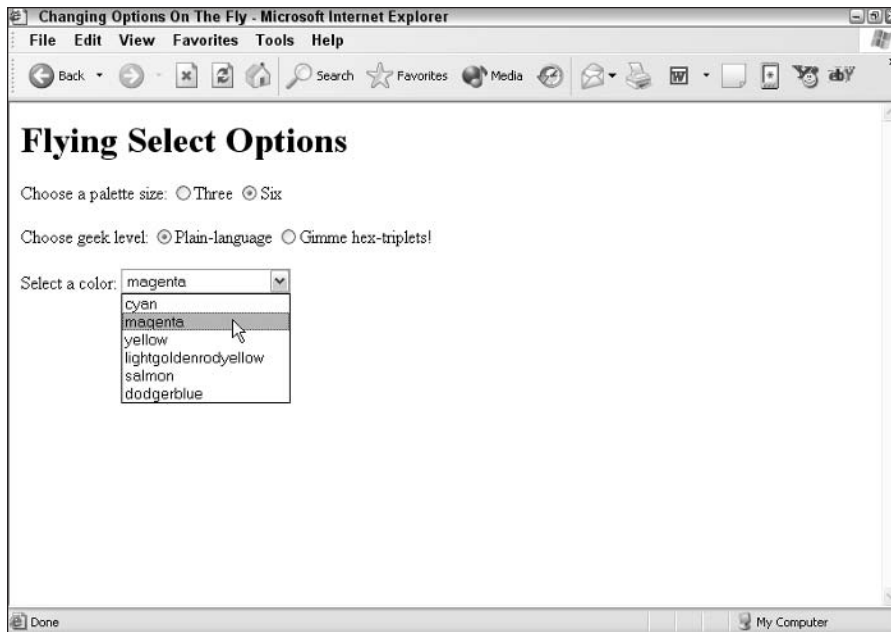 Changing Options On The Fly - Microsoft Internet Explorer
File Edit View Favorites Tools Help
Back Search Favorites Media W abY
Flying Select Options
Choose a palette size: Three Six
Choose geek level: Plain-language Gimme hex-triplets!
Select a color: magenta
cyan
magenta
yellow
lightgoldenrodyellow
salmon
dodgerblue
Done My Computer